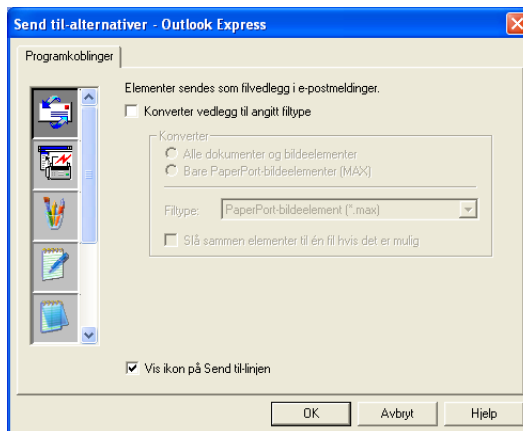 Send til-alternativer - Outlook Express
Programkoblinger
Elementer sendes som filvedlegg i e-postmeldinger.
Konverter vedlegg til angitt filtype
Konverter
Alle dokumenter og bildeelementer
Bare PaperPort-bildeelementer (MAX)
Filtype: PaperPort-bildeelement (*.max)
Slå sammen elementer til én fil hvis det er mulig
Vis ikon på Send til-linjen
OK Avbryt Hjelp